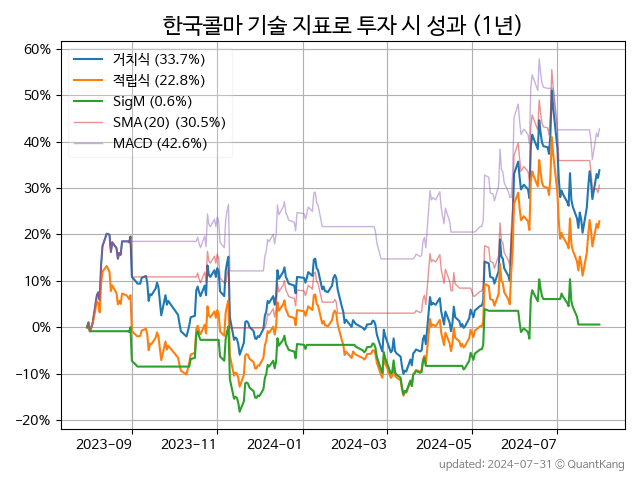 한국콜마 기술 지표로 투자 시 성과 (1년)
60%
50%
40%
30%
20%
10%
0%
−10%
−20%
거치식 (33.7%)
적립식 (22.8%)
SigM (0.6%)
SMA(20) (30.5%)
MACD (42.6%)
2023-09
2023-11
2024-01
2024-03
2024-05
2024-07
updated: 2024-07-31 © QuantKang